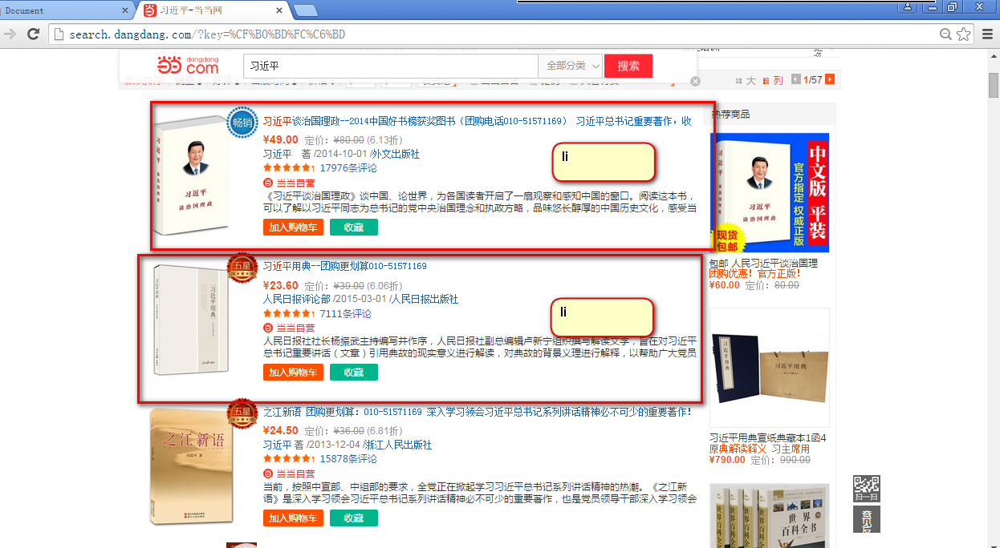 Document
习近平-当当网
search.dangdang.com/?key=%CF%B0%BD%FC%C6%BD
当当 dangdang com
习近平
全部分类
搜索
大
列
1/57
畅销
习近平谈治国理政--2014中国好书榜获奖图书（团购电话010-51571169） 习近平总书记重要著作，收
¥49.00 定价：¥80.00 (6.13折)
习近平 著 /2014-10-01 /外文出版社
17976条评论
当当自营
《习近平谈治国理政》谈中国、论世界，为各国读者开启了一扇观察和感知中国的窗口。阅读这本书，
可以了解以习近平同志为总书记的党中央治国理念和执政方略，品味悠长醇厚的中国历史文化，感受当
加入购物车
收藏
li
习近平
谈治国理政
习近平 谈治国理政
五星
习近平用典--团购更划算010-51571169
¥23.60 定价：¥39.00 (6.06折)
人民日报评论部 /2015-03-01 /人民日报出版社
7111条评论
当当自营
人民日报社社长杨振武主持编写并作序，人民日报社副总编辑卢新宁组织撰写解读文字，旨在对习近平
总书记重要讲话（文章）引用典故的现实意义进行解读，对典故的背景义理进行解释，以帮助广大党员
加入购物车
收藏
li
习近平用典
五星
之江新语 团购更划算：010-51571169 深入学习领会习近平总书记系列讲话精神必不可少的重要著作！
¥24.50 定价：¥36.00 (6.81折)
习近平 著 /2013-12-04 /浙江人民出版社
15878条评论
当当自营
当前，按照中宣部、中组部的要求，全党正在掀起学习习近平总书记系列讲话精神的热潮。《之江新
语》是深入学习领会习近平总书记系列讲话精神必不可少的重要著作，也是党员领导干部深入学习领会
加入购物车
收藏
之江新语
习近平 著
热荐商品
中文版 平装
官方指定 权威正版
习近平
谈治国理政
现货
包邮
包邮 人民习近平谈治国理
团购优惠！官方正版！
¥60.00 定价：80.00
习近平用典
习近平用典
习近平用典宣纸典藏本1函4
原典解读释义 习主席用
¥790.00 定价：990.00
世界
百科全书
扫一扫
意见反